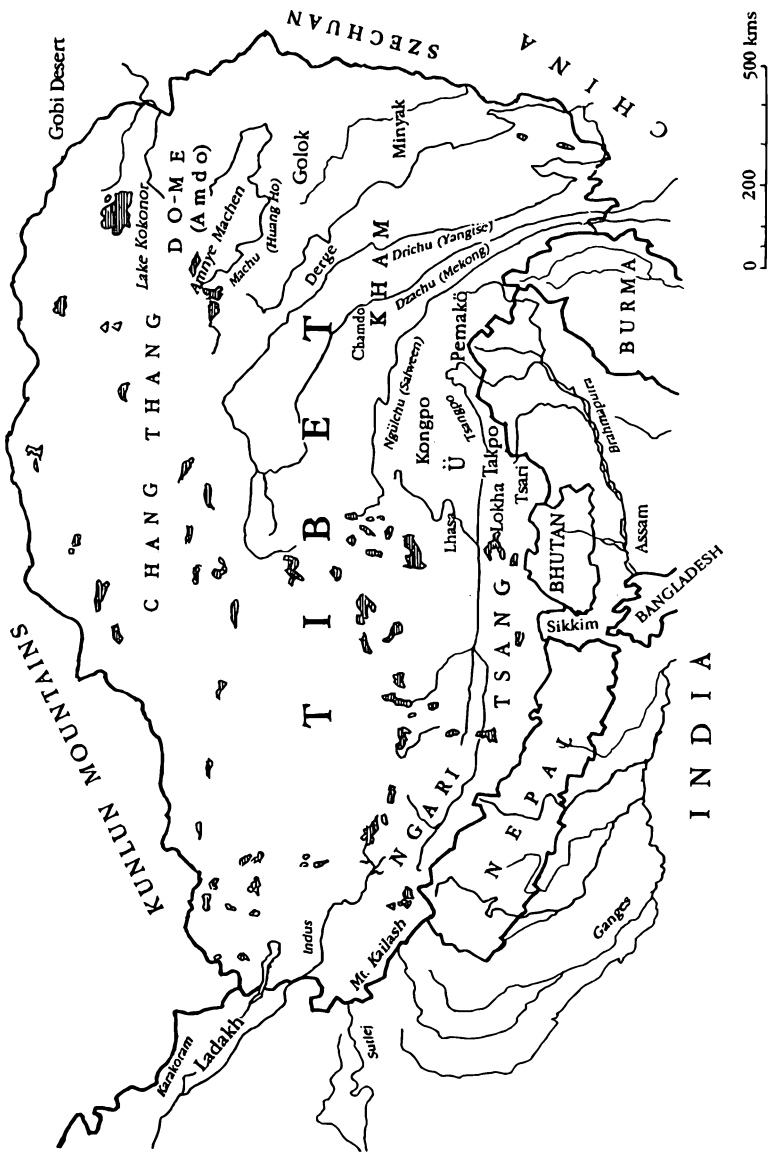 Gobi Desert
SZECHUAN
CHINA
KUNLUN MOUNTAINS
Lake Kokonor
DO-ME
(Amdo)
Amnye Machen
Machu
(Huang Ho)
Golok
Minyak
CHANG THANG
Derge
KHAM
Drichu (Yangtse)
Dzachu (Mekong)
Chamdo
TIBET
Ngülchu (Salween)
Pemakö
Kongpo
Tsangpo
Ü
Takpo
Lhasa
Lokha
Tsari
TSANG
NGARI
Mt. Kailash
Indus
Karakoram
Ladakh
Sutlej
NEPAL
Sikkim
BHUTAN
Assam
Brahmaputra
BURMA
BANGLADESH
INDIA
Ganges
0 200 500 kms